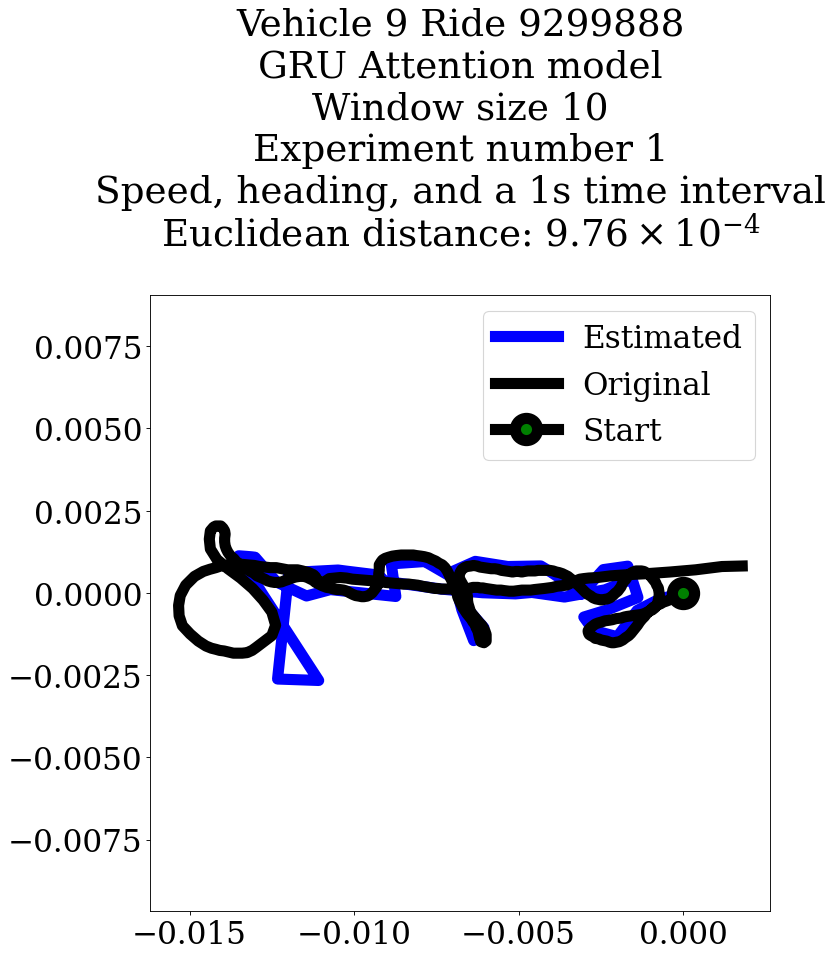 Vehicle 9 Ride 9299888
GRU Attention model
Window size 10
Experiment number 1
Speed, heading, and a 1s time interval
Euclidean distance: 9.76 × 10⁻⁴
Estimated
Original
Start
0.0075
0.0050
0.0025
0.0000
−0.0025
−0.0050
−0.0075
−0.015 −0.010 −0.005 0.000